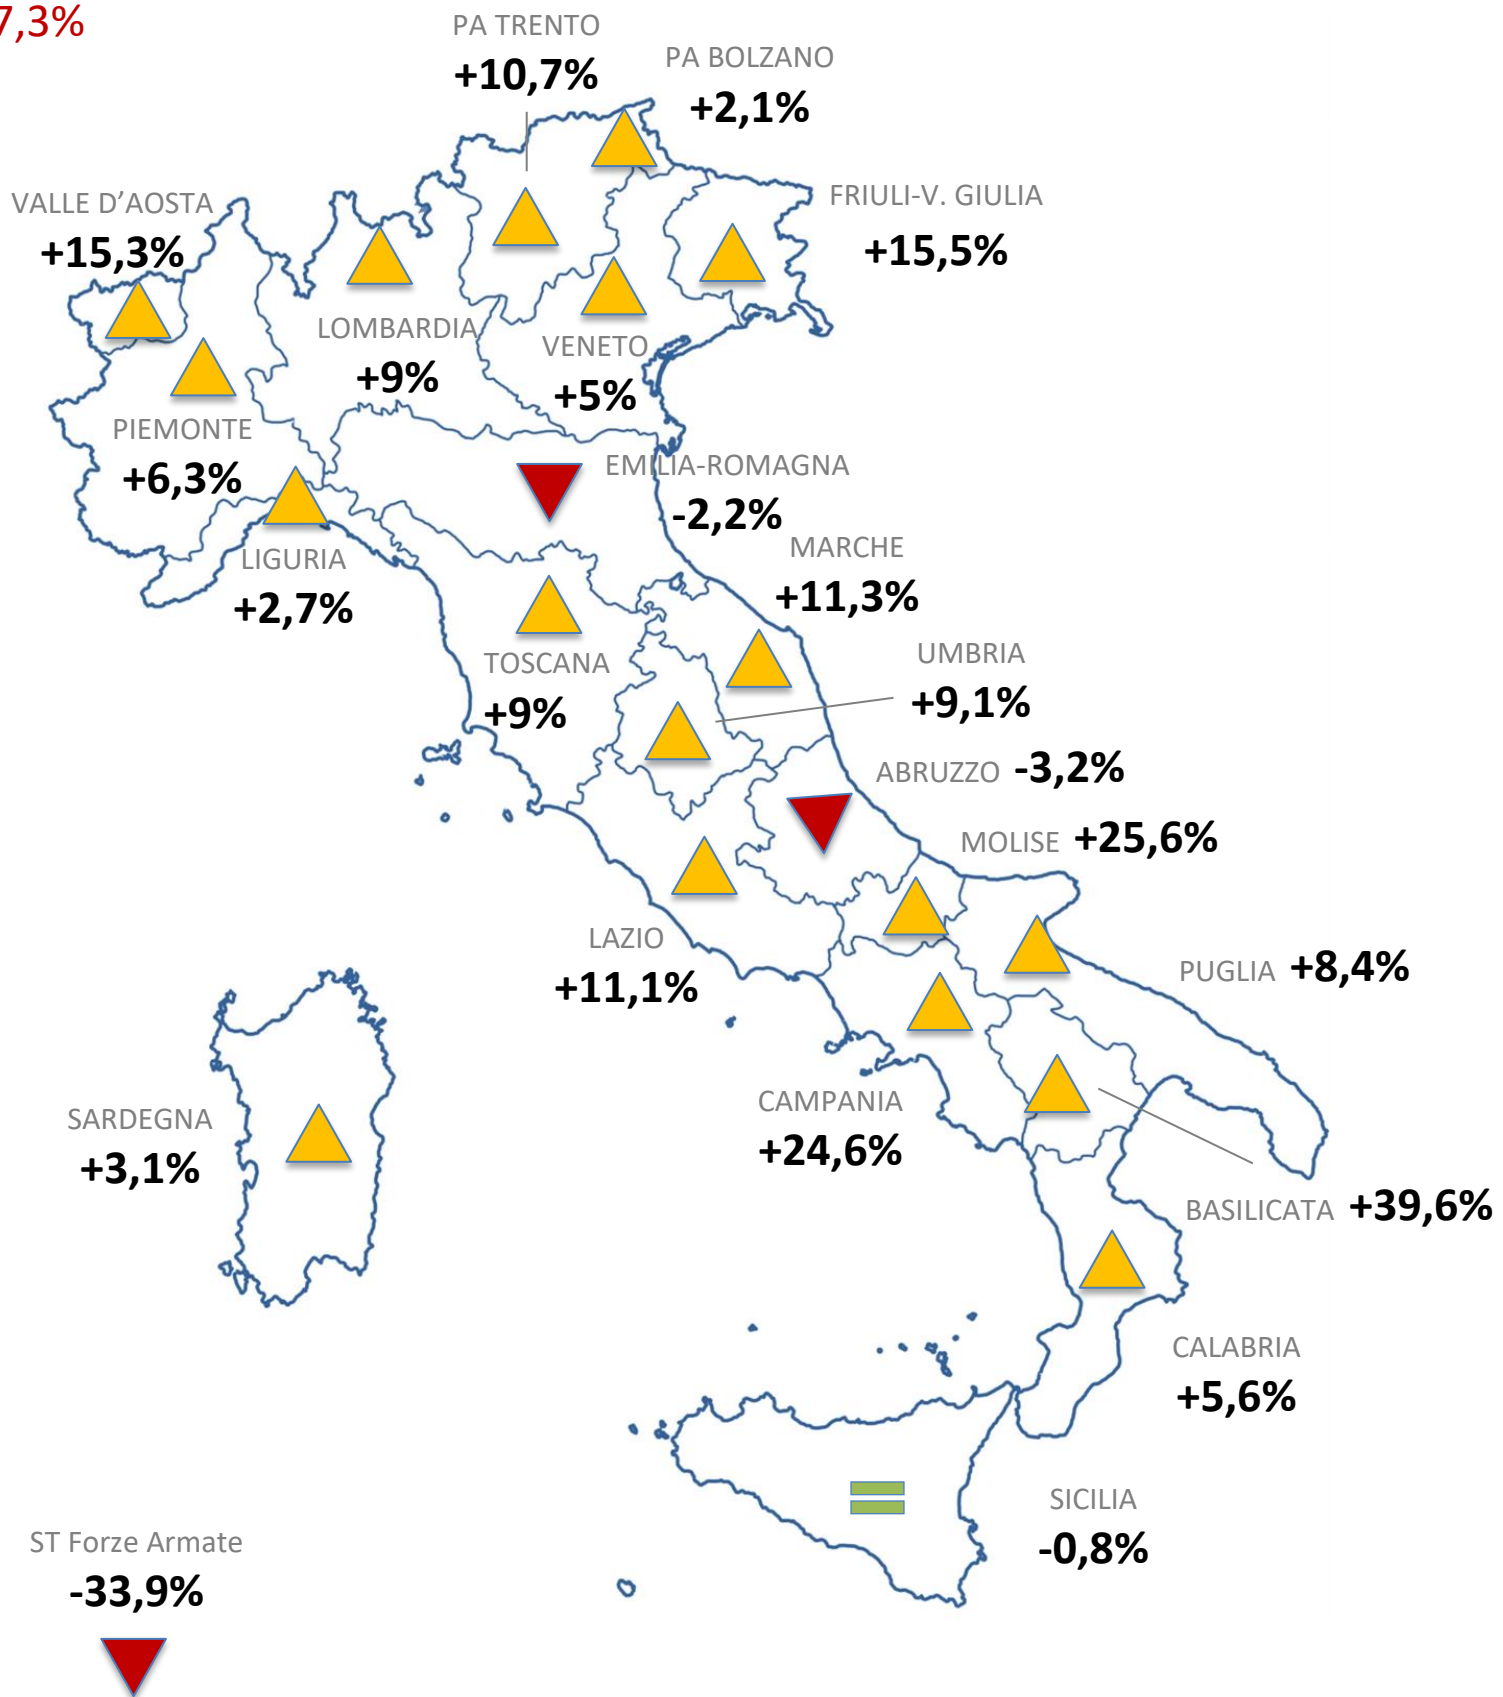 7,3%
PA TRENTO
+10,7%
PA BOLZANO
+2,1%
VALLE D'AOSTA
+15,3%
FRIULI-V. GIULIA
+15,5%
LOMBARDIA
+9%
VENETO
+5%
PIEMONTE
+6,3%
EMILIA-ROMAGNA
-2,2%
LIGURIA
+2,7%
MARCHE
+11,3%
TOSCANA
+9%
UMBRIA
+9,1%
ABRUZZO -3,2%
MOLISE +25,6%
LAZIO
+11,1%
PUGLIA +8,4%
SARDEGNA
+3,1%
CAMPANIA
+24,6%
BASILICATA +39,6%
CALABRIA
+5,6%
SICILIA
-0,8%
ST Forze Armate
-33,9%